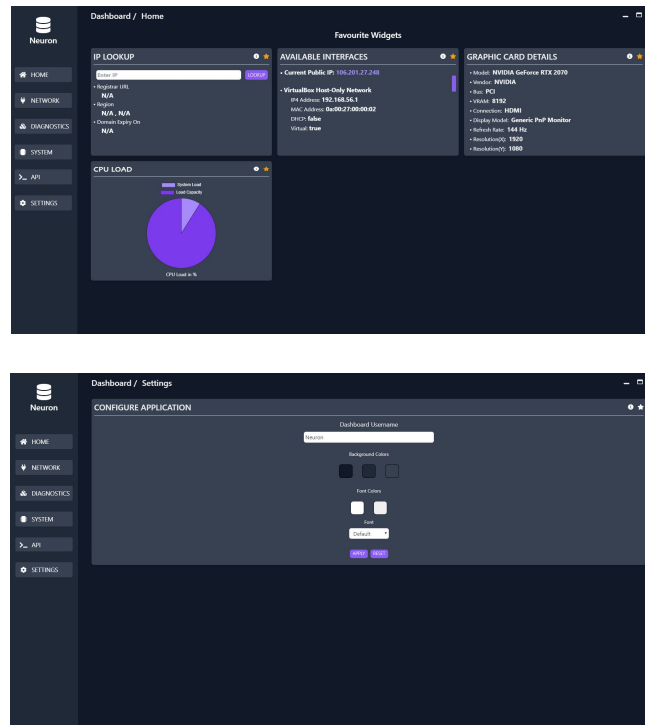 Neuron
HOME
NETWORK
DIAGNOSTICS
SYSTEM
API
SETTINGS
Dashboard / Home
Favourite Widgets
IP LOOKUP
Enter IP
LOOKUP
• Registrar URL
N/A
• Region
N/A , N/A
• Domain Expiry On
N/A
AVAILABLE INTERFACES
• Current Public IP: 106.201.27.248
• VirtualBox Host-Only Network
IP4 Address: 192.168.56.1
MAC Address: 0a:00:27:00:00:02
DHCP: false
Virtual: true
GRAPHIC CARD DETAILS
• Model: NVIDIA GeForce RTX 2070
• Vendor: NVIDIA
• Bus: PCI
• VRAM: 8192
• Connection: HDMI
• Display Model: Generic PnP Monitor
• Refresh Rate: 144 Hz
• Resolution(X): 1920
• Resolution(Y): 1080
CPU LOAD
System Load
Load Capacity
CPU Load in %
Neuron
HOME
NETWORK
DIAGNOSTICS
SYSTEM
API
SETTINGS
Dashboard / Settings
CONFIGURE APPLICATION
Dashboard Username
Neuron
Background Colors
Font Colors
Font
Default
APPLY RESET